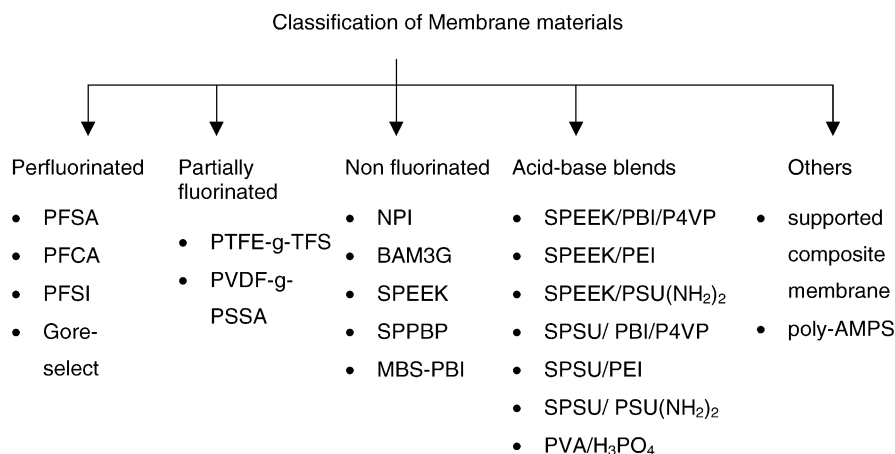 Classification of Membrane materials
Perfluorinated
• PFSA
• PFCA
• PFSI
• Gore-
select
Partially
fluorinated
• PTFE-g-TFS
• PVDF-g-
PSSA
Non fluorinated
• NPI
• BAM3G
• SPEEK
• SPPBP
• MBS-PBI
Acid-base blends
• SPEEK/PBI/P4VP
• SPEEK/PEI
• SPEEK/PSU(NH₂)₂
• SPSU/ PBI/P4VP
• SPSU/PEI
• SPSU/ PSU(NH₂)₂
• PVA/H₃PO₄
Others
• supported
composite
membrane
• poly-AMPS